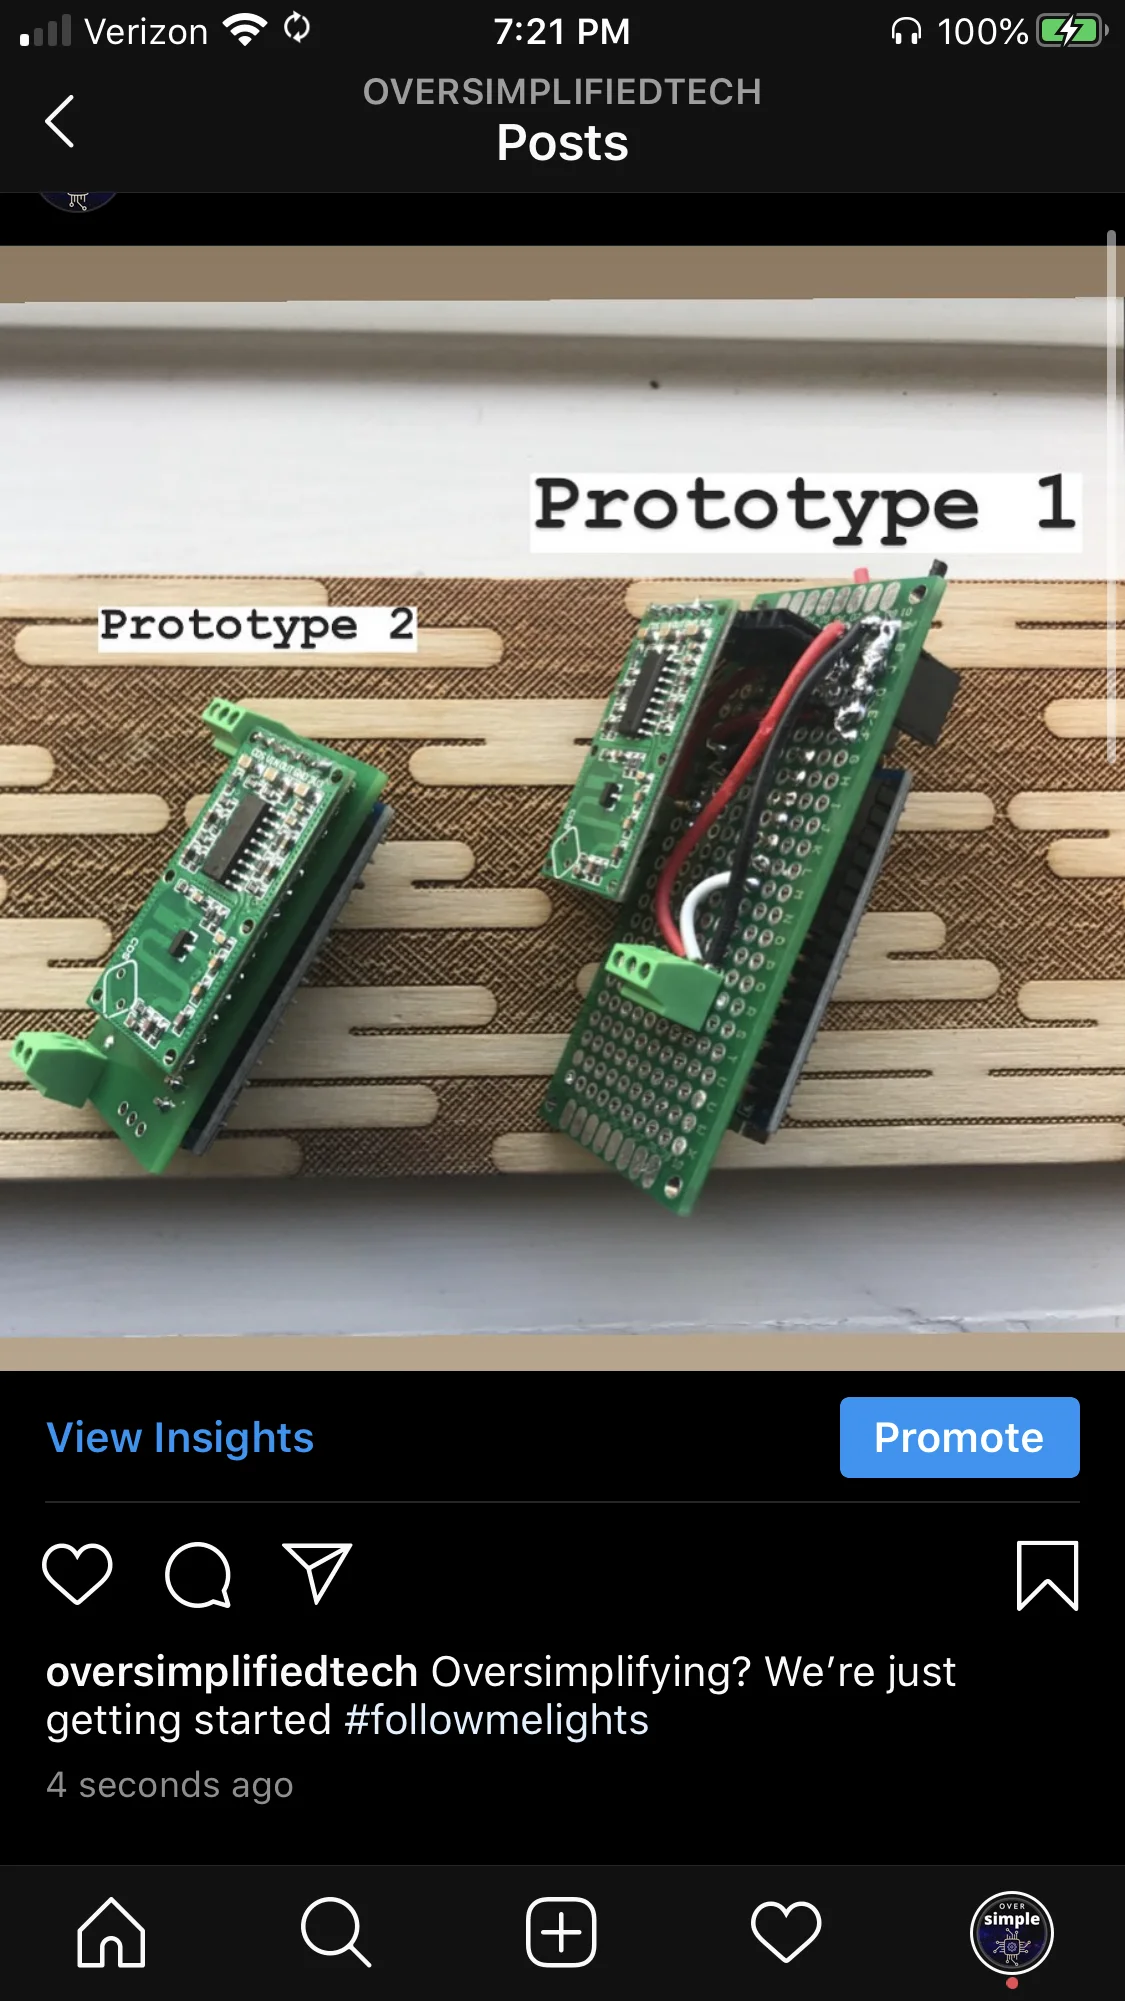 Verizon 7:21 PM 100%
OVERSIMPLIFIEDTECH
Posts
Prototype 1
Prototype 2
View Insights
Promote
oversimplifiedtech Oversimplifying? We’re just
getting started #followmelights
4 seconds ago
OVER
simple